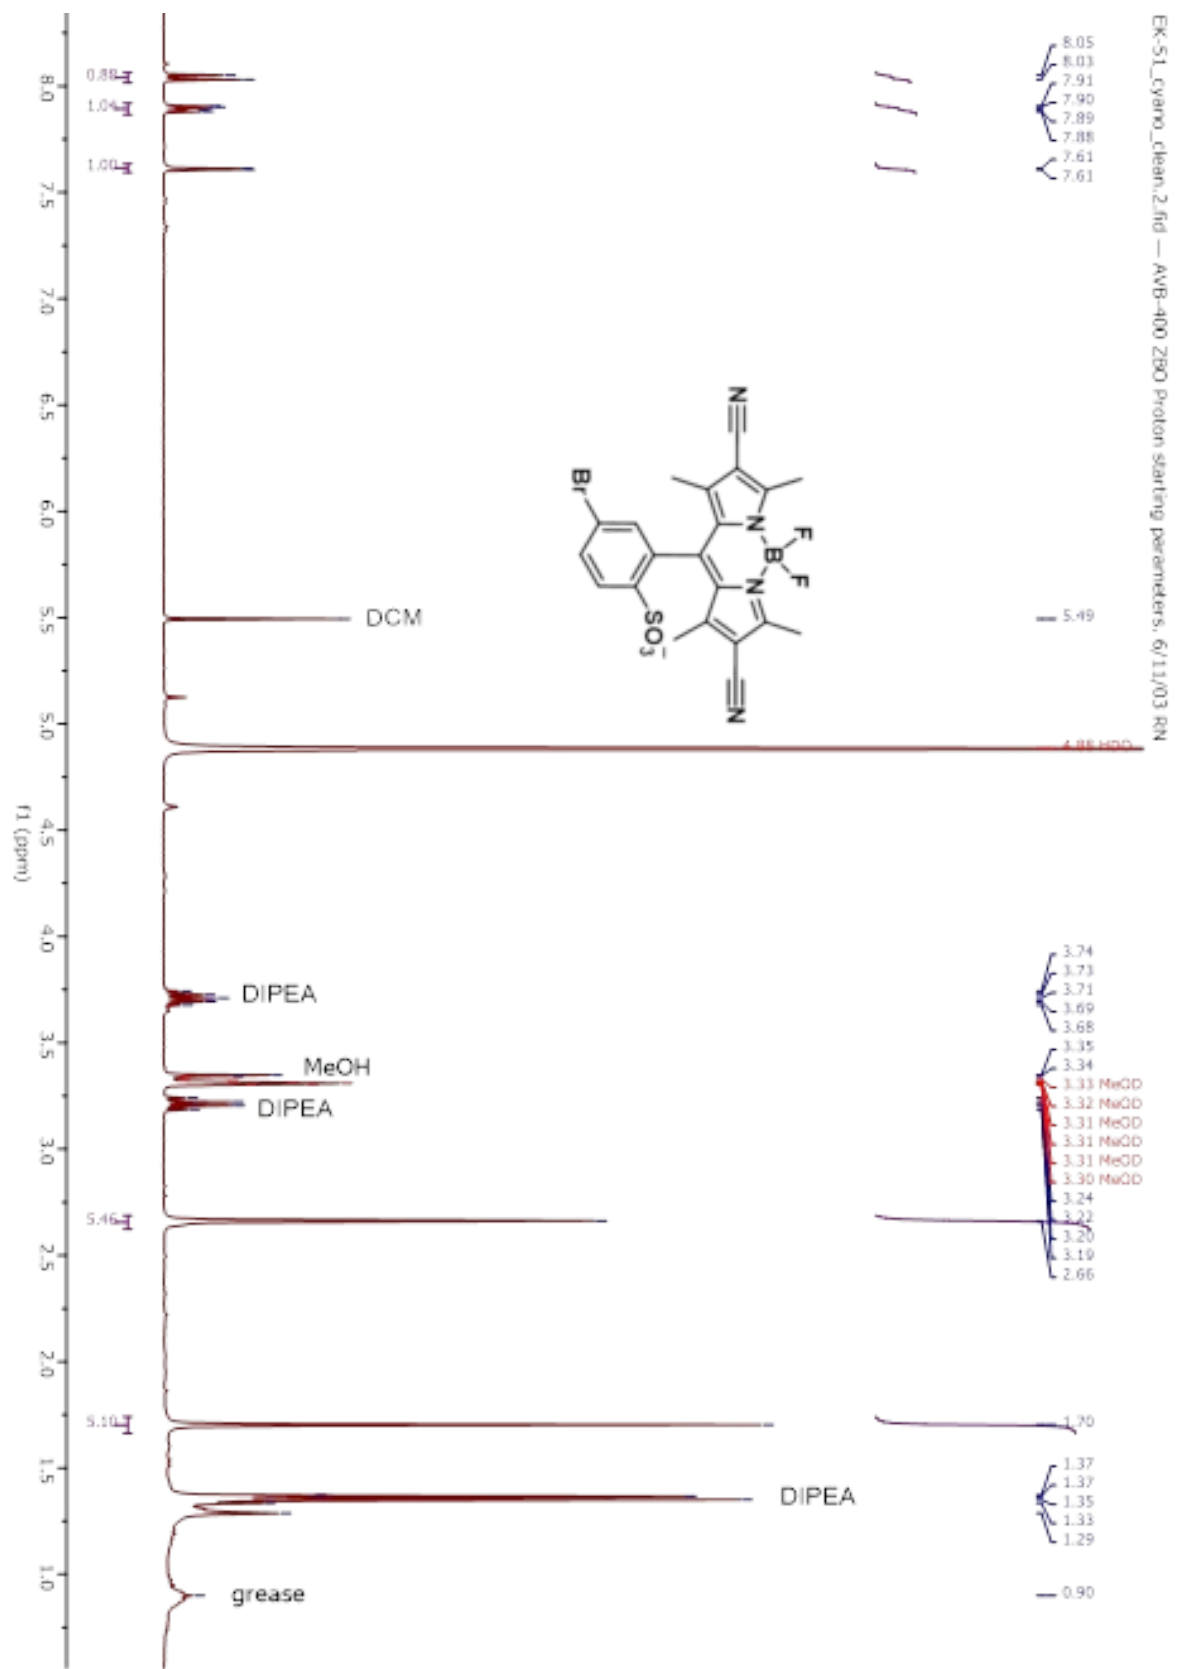 EK-51_cyano_clean.2.fid — AVB-400 ZBO Proton starting parameters. 6/11/03 RN
8.05
8.03
7.91
7.90
7.89
7.88
7.61
7.61
5.49
4.88 HDO
3.74
3.73
3.71
3.69
3.68
3.35
3.34
3.33 MeOD
3.32 MeOD
3.31 MeOD
3.31 MeOD
3.31 MeOD
3.30 MeOD
3.24
3.22
3.20
3.19
2.66
1.70
1.37
1.37
1.35
1.33
1.29
0.90
F
F
B
N
N
N
N
Br
SO3-
DCM
DIPEA
MeOH
DIPEA
DIPEA
grease
0.88
1.04
1.00
5.46
5.10
8.0
7.5
7.0
6.5
6.0
5.5
5.0
4.5
4.0
3.5
3.0
2.5
2.0
1.5
1.0
f1 (ppm)